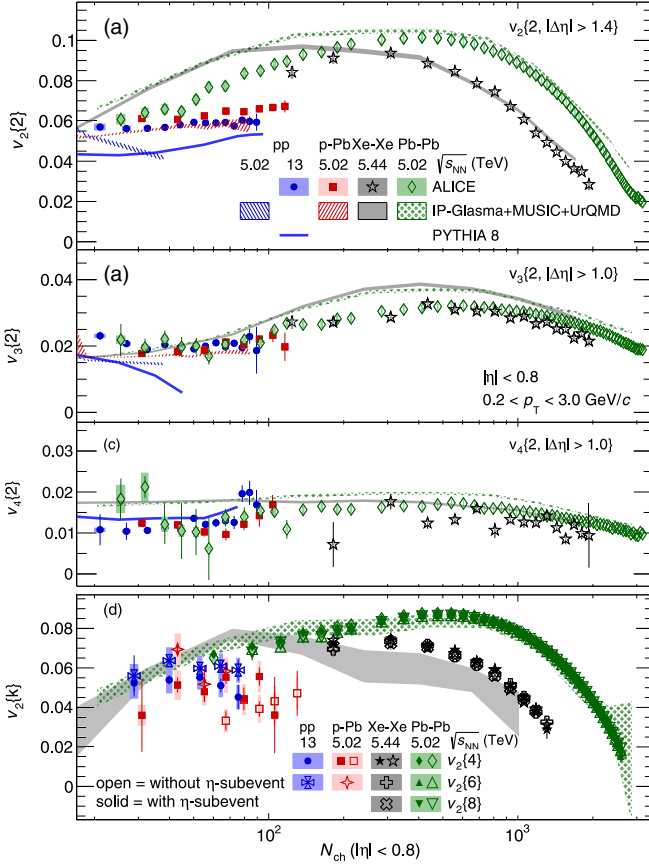 (a)
v₂{2, |Δη| > 1.4}
v₂{2}
0.1
0.08
0.06
0.04
0.02
0
pp p-Pb Xe-Xe Pb-Pb
5.02 13 5.02 5.44 5.02 √sNN (TeV)
ALICE
IP-Glasma+MUSIC+UrQMD
PYTHIA 8
(a)
v₃{2, |Δη| > 1.0}
v₃{2}
0.04
0.02
0
|η| < 0.8
0.2 < pT < 3.0 GeV/c
(c)
v₄{2, |Δη| > 1.0}
v₄{2}
0.03
0.02
0.01
0
(d)
v₂{k}
0.08
0.06
0.04
0.02
0
pp p-Pb Xe-Xe Pb-Pb
13 5.02 5.44 5.02 √sNN (TeV)
v₂{4}
open = without η-subevent v₂{6}
solid = with η-subevent v₂{8}
10² 10³
Nch (|η| < 0.8)